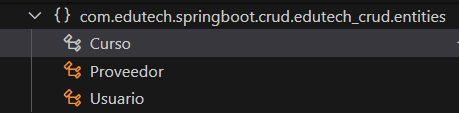 {} com.edutech.springboot.crud.edutech_crud.entities
Curso
Proveedor
Usuario